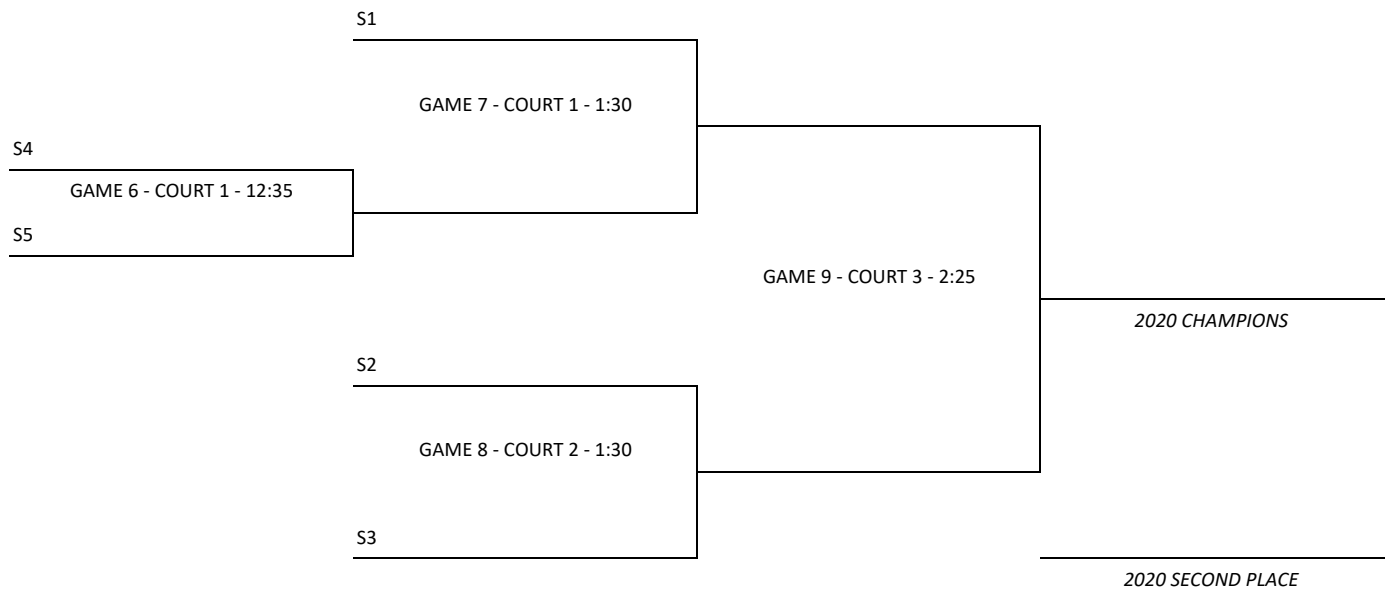 S1
GAME 7 - COURT 1 - 1:30
S4
GAME 6 - COURT 1 - 12:35
S5
GAME 9 - COURT 3 - 2:25
2020 CHAMPIONS
S2
GAME 8 - COURT 2 - 1:30
S3
2020 SECOND PLACE